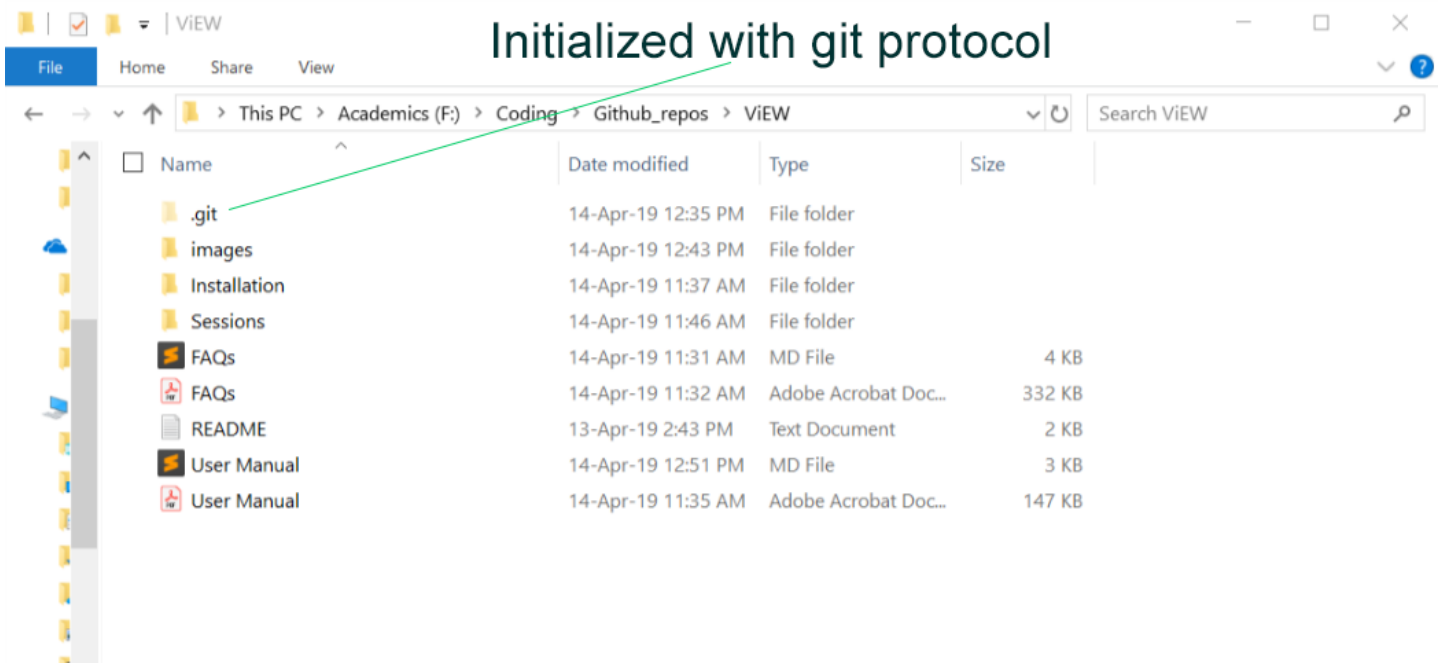 ViEW
Initialized with git protocol
File Home Share View
This PC > Academics (F:) > Coding > Github_repos > ViEW
Search ViEW
Name Date modified Type Size
.git 14-Apr-19 12:35 PM File folder
images 14-Apr-19 12:43 PM File folder
Installation 14-Apr-19 11:37 AM File folder
Sessions 14-Apr-19 11:46 AM File folder
FAQs 14-Apr-19 11:31 AM MD File 4 KB
FAQs 14-Apr-19 11:32 AM Adobe Acrobat Doc... 332 KB
README 13-Apr-19 2:43 PM Text Document 2 KB
User Manual 14-Apr-19 12:51 PM MD File 3 KB
User Manual 14-Apr-19 11:35 AM Adobe Acrobat Doc... 147 KB